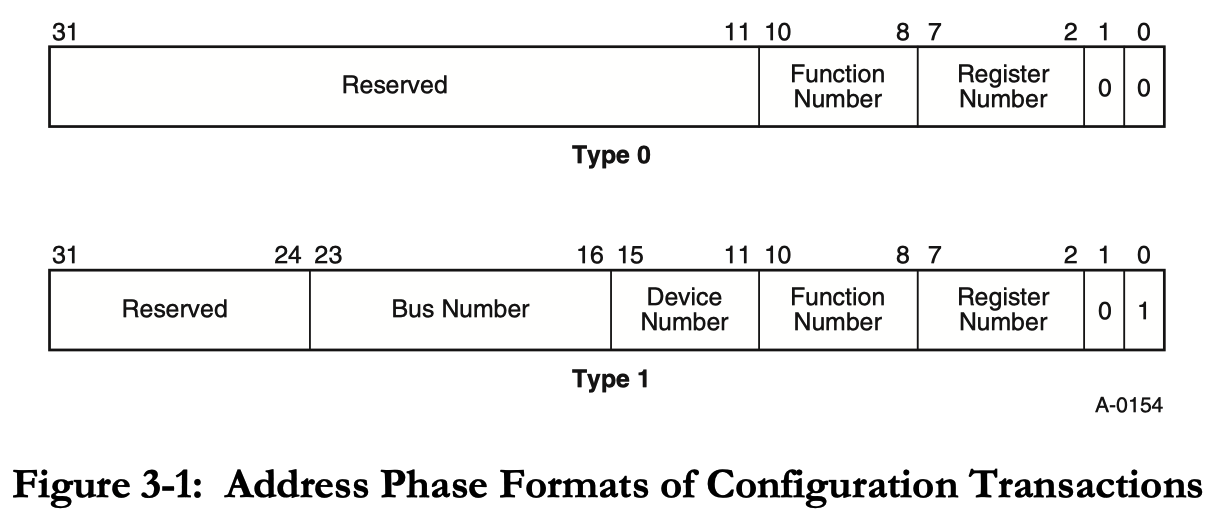 31 11 10 8 7 2 1 0
Reserved Function Number Register Number 0 0
Type 0
31 24 23 16 15 11 10 8 7 2 1 0
Reserved Bus Number Device Number Function Number Register Number 0 1
Type 1
A-0154
Figure 3-1: Address Phase Formats of Configuration Transactions